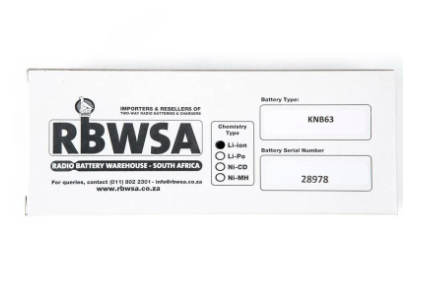 IMPORTERS & RESELLERS OF
TWO-WAY RADIO BATTERIES & CHARGERS
RBWSA
RADIO BATTERY WAREHOUSE - SOUTH AFRICA
For queries, contact (011) 802 2301 - info@rbwsa.co.za
www.rbwsa.co.za
Chemistry
Type
Li-ion
Li-Po
Ni-CD
Ni-MH
Battery Type:
KNB63
Battery Serial Number
28978